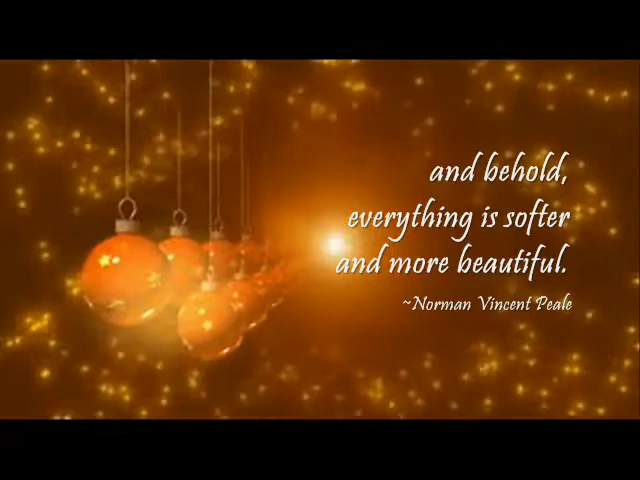 and behold,
everything is softer
and more beautiful.
~Norman Vincent Peale